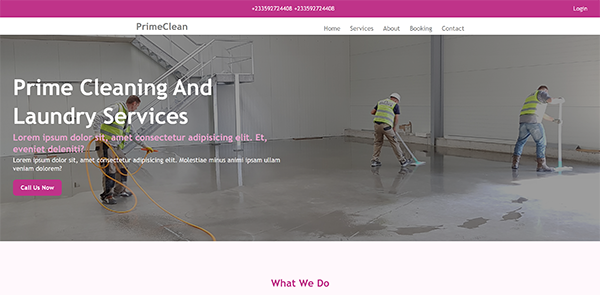 +233592724408 +233592724408
Login
PrimeClean
Home Services About Booking Contact
Prime Cleaning And
Laundry Services
Lorem ipsum dolor sit, amet consectetur adipisicing elit. Et,
eveniet deleniti?
Lorem ipsum dolor sit, amet consectetur adipisicing elit. Molestiae minus animi ipsam ullam
veniam dolorem?
Call Us Now
What We Do